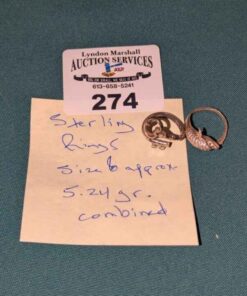 Lyndon Marshall
AUCTION SERVICES
613-658-5241
274
Sterling
Rings
Size 6 approx.
5.24 gr.
combined